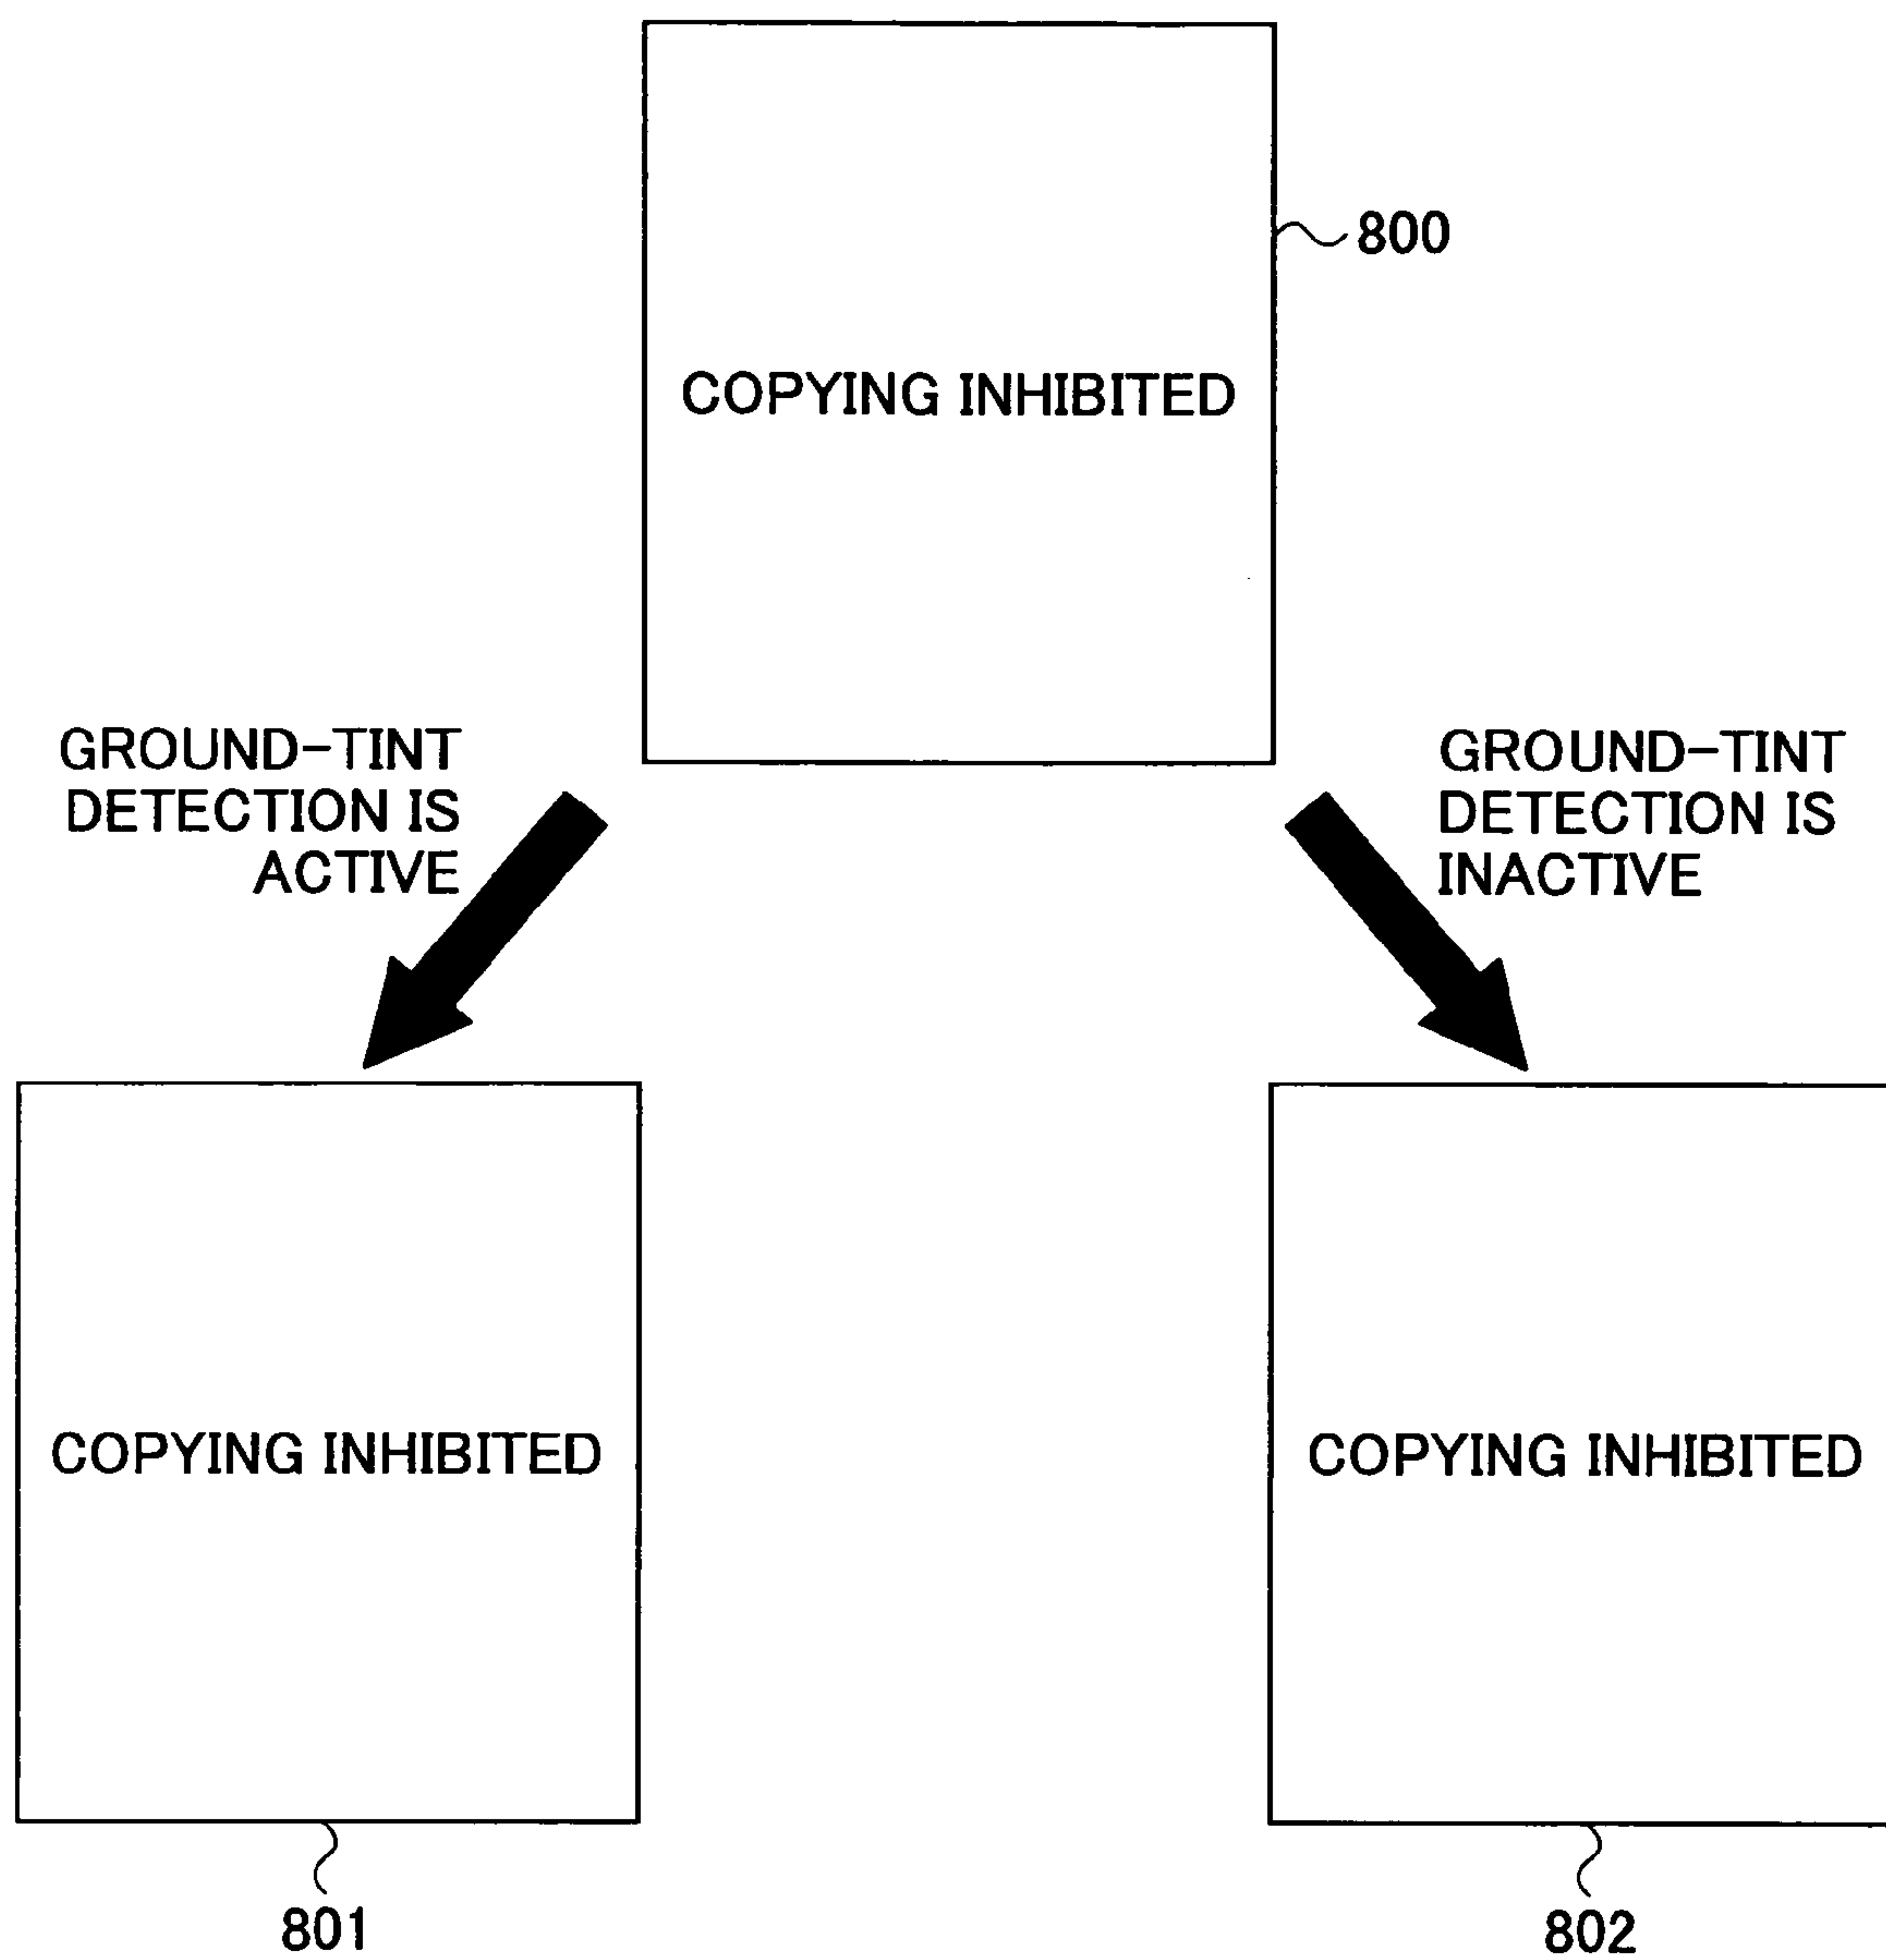 800
COPYING INHIBITED
GROUND-TINT
DETECTION IS
ACTIVE
GROUND-TINT
DETECTION IS
INACTIVE
COPYING INHIBITED
COPYING INHIBITED
801
802